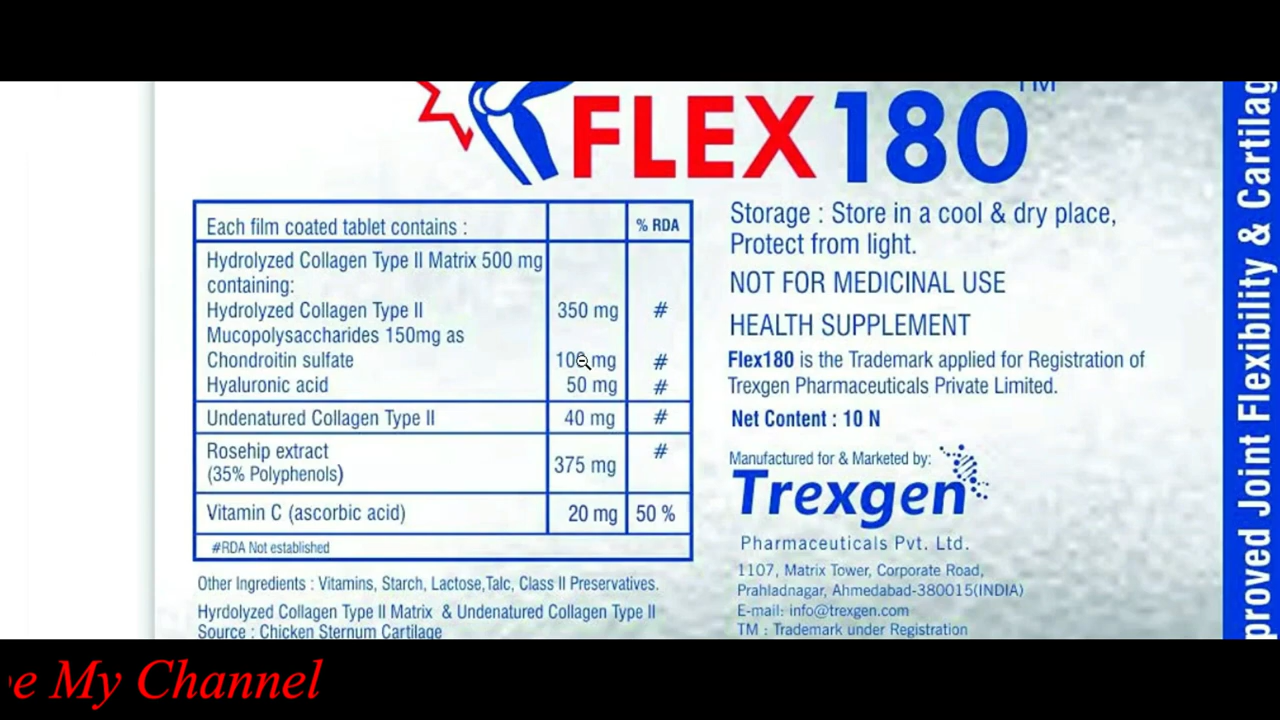 TM
FLEX 180
Each film coated tablet contains :
% RDA
Hydrolyzed Collagen Type II Matrix 500 mg
containing:
Hydrolyzed Collagen Type II 350 mg #
Mucopolysaccharides 150mg as
Chondroitin sulfate 100 mg #
Hyaluronic acid 50 mg #
Undenatured Collagen Type II 40 mg #
Rosehip extract #
(35% Polyphenols) 375 mg
Vitamin C (ascorbic acid) 20 mg 50 %
#RDA Not established
Other Ingredients : Vitamins, Starch, Lactose,Talc, Class II Preservatives.
Hyrdolyzed Collagen Type II Matrix & Undenatured Collagen Type II
Source : Chicken Sternum Cartilage
Storage : Store in a cool & dry place,
Protect from light.
NOT FOR MEDICINAL USE
HEALTH SUPPLEMENT
Flex180 is the Trademark applied for Registration of
Trexgen Pharmaceuticals Private Limited.
Net Content : 10 N
Manufactured for & Marketed by:
Trexgen
Pharmaceuticals Pvt. Ltd.
1107, Matrix Tower, Corporate Road,
Prahladnagar, Ahmedabad-380015(INDIA)
E-mail: info@trexgen.com
TM : Trademark under Registration
proved Joint Flexibility & Cartilag
e My Channel